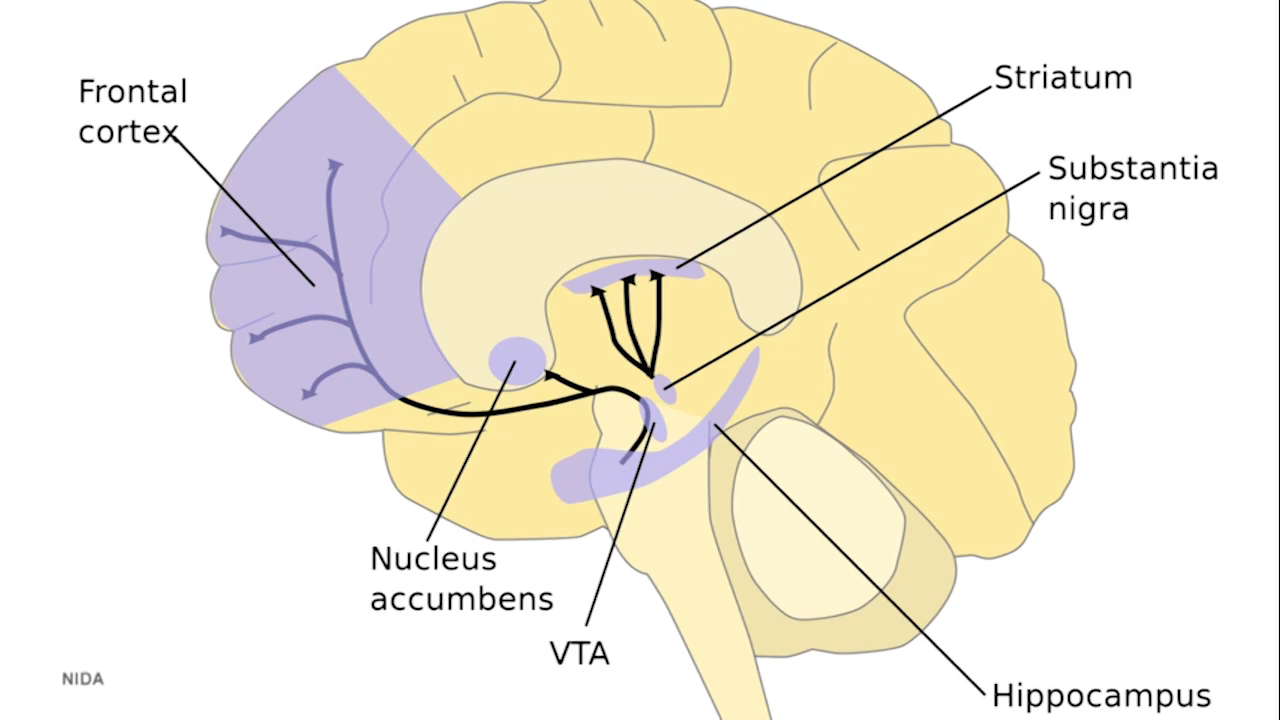 Frontal
cortex
Striatum
Substantia
nigra
Nucleus
accumbens
VTA
NIDA
Hippocampus